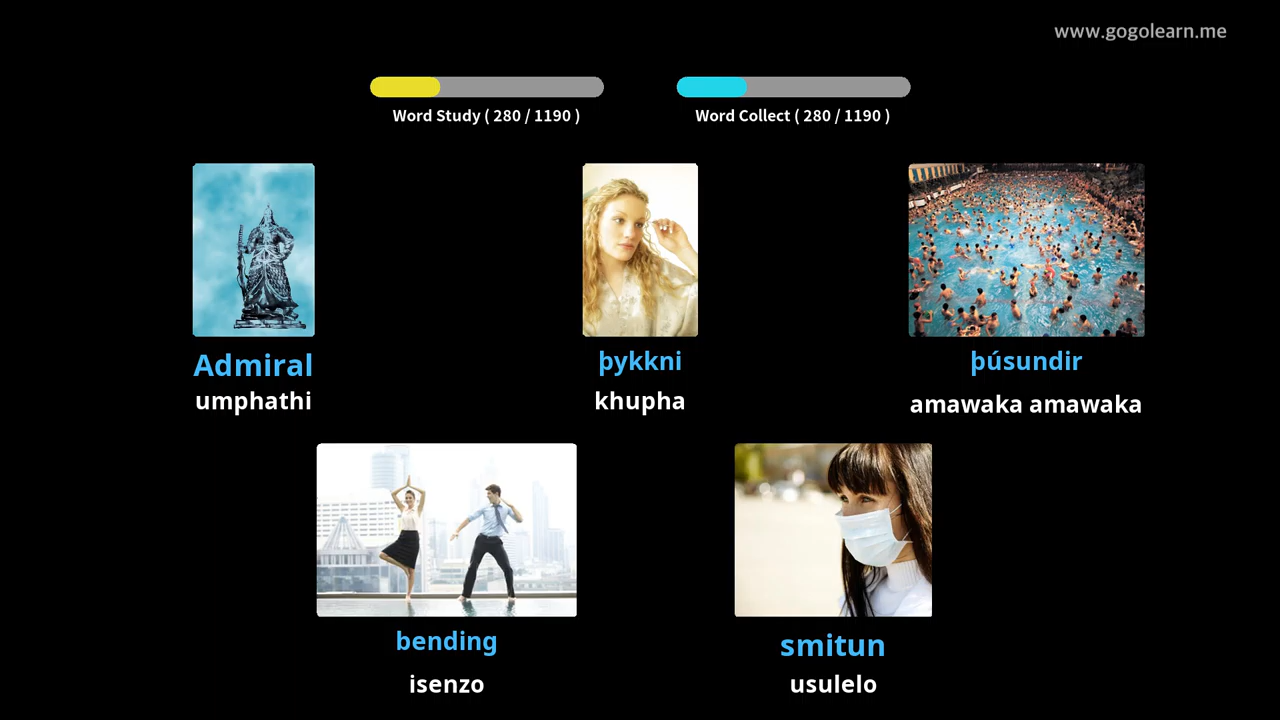 www.gogolearn.me
Word Study ( 280 / 1190 )
Word Collect ( 280 / 1190 )
Admiral
umphathi
þykkni
khupha
þúsundir
amawaka amawaka
bending
isenzo
smitun
usulelo